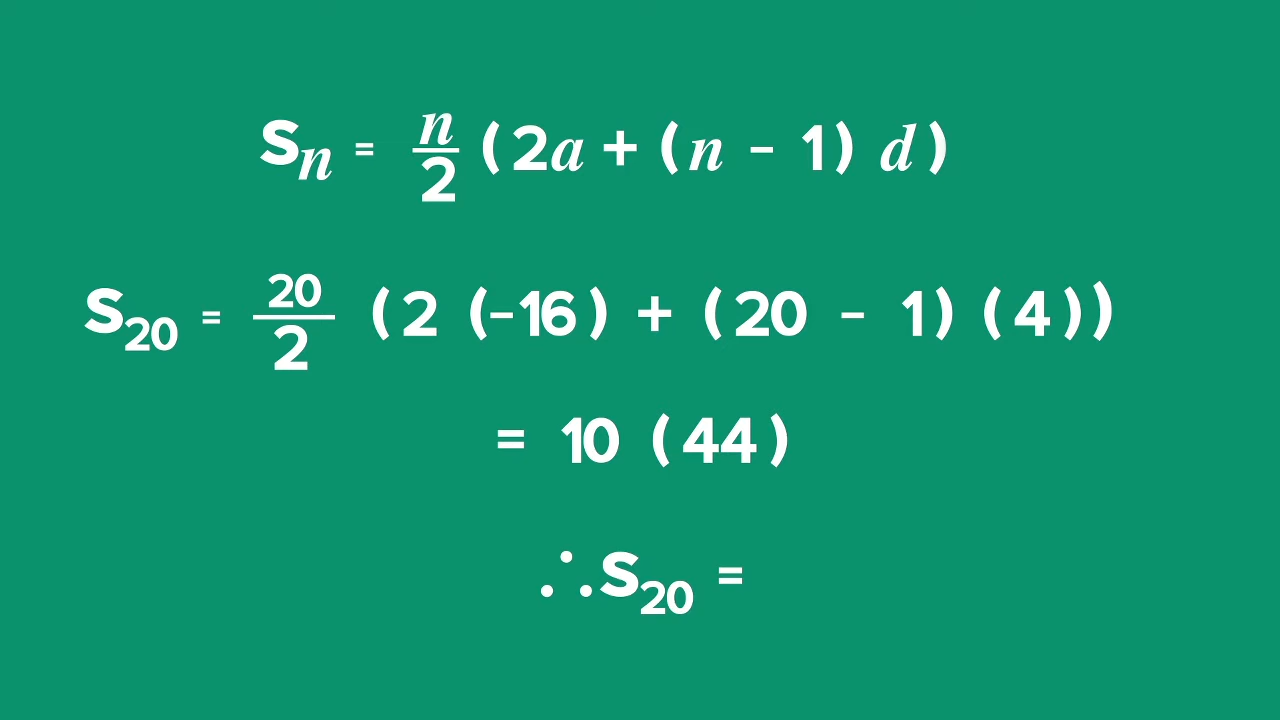 Sₙ = n/2 (2a + (n - 1) d)
S₂₀ = 20/2 (2 (-16) + (20 - 1) (4))
= 10 (44)
∴S₂₀ =